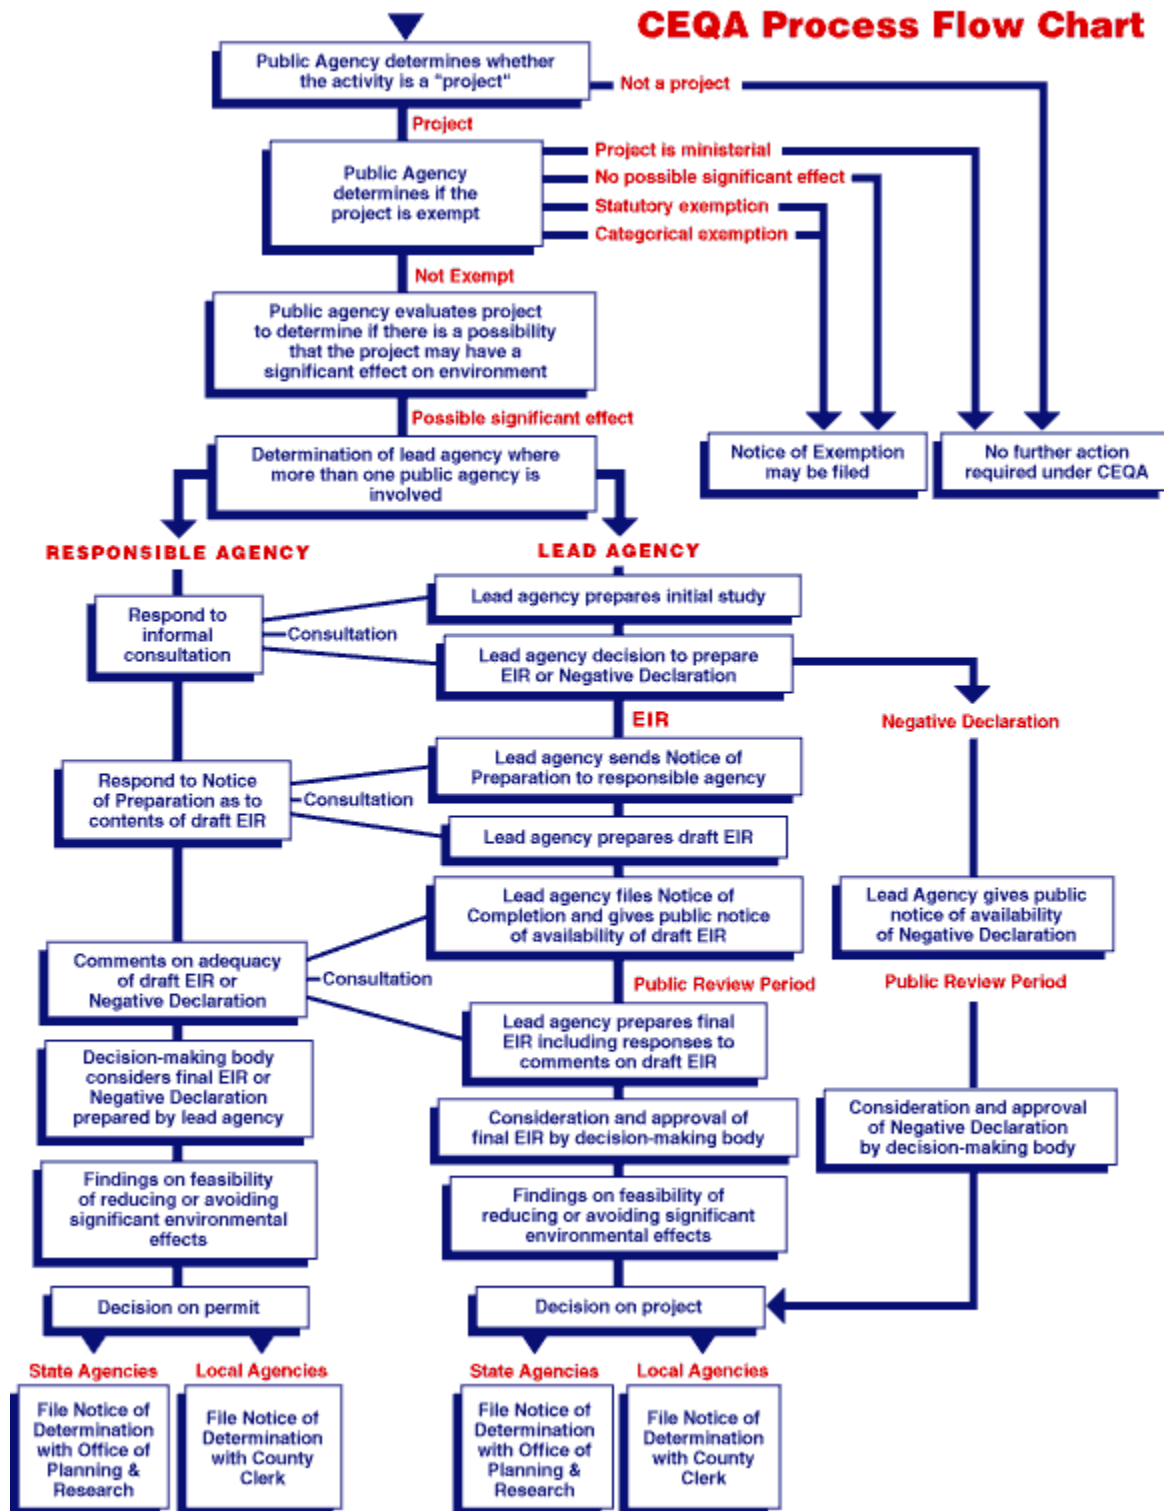 CEQA Process Flow Chart
Public Agency determines whether
the activity is a "project"
Not a project
Project
Public Agency
determines if the
project is exempt
Project is ministerial
No possible significant effect
Statutory exemption
Categorical exemption
Not Exempt
Public agency evaluates project
to determine if there is a possibility
that the project may have a
significant effect on environment
Possible significant effect
Determination of lead agency where
more than one public agency is
involved
Notice of Exemption
may be filed
No further action
required under CEQA
RESPONSIBLE AGENCY
LEAD AGENCY
Respond to
informal
consultation
Consultation
Lead agency prepares initial study
Lead agency decision to prepare
EIR or Negative Declaration
EIR
Negative Declaration
Respond to Notice
of Preparation as to
contents of draft EIR
Consultation
Lead agency sends Notice of
Preparation to responsible agency
Lead agency prepares draft EIR
Lead agency files Notice of
Completion and gives public notice
of availability of draft EIR
Lead Agency gives public
notice of availability
of Negative Declaration
Comments on adequacy
of draft EIR or
Negative Declaration
Consultation
Public Review Period
Public Review Period
Lead agency prepares final
EIR including responses to
comments on draft EIR
Decision-making body
considers final EIR or
Negative Declaration
prepared by lead agency
Consideration and approval of
final EIR by decision-making body
Consideration and approval
of Negative Declaration
by decision-making body
Findings on feasibility
of reducing or avoiding
significant environmental
effects
Findings on feasibility of
reducing or avoiding significant
environmental effects
Decision on permit
Decision on project
State Agencies
Local Agencies
State Agencies
Local Agencies
File Notice of
Determination
with Office of
Planning &
Research
File Notice of
Determination
with County
Clerk
File Notice of
Determination
with Office of
Planning &
Research
File Notice of
Determination
with County
Clerk